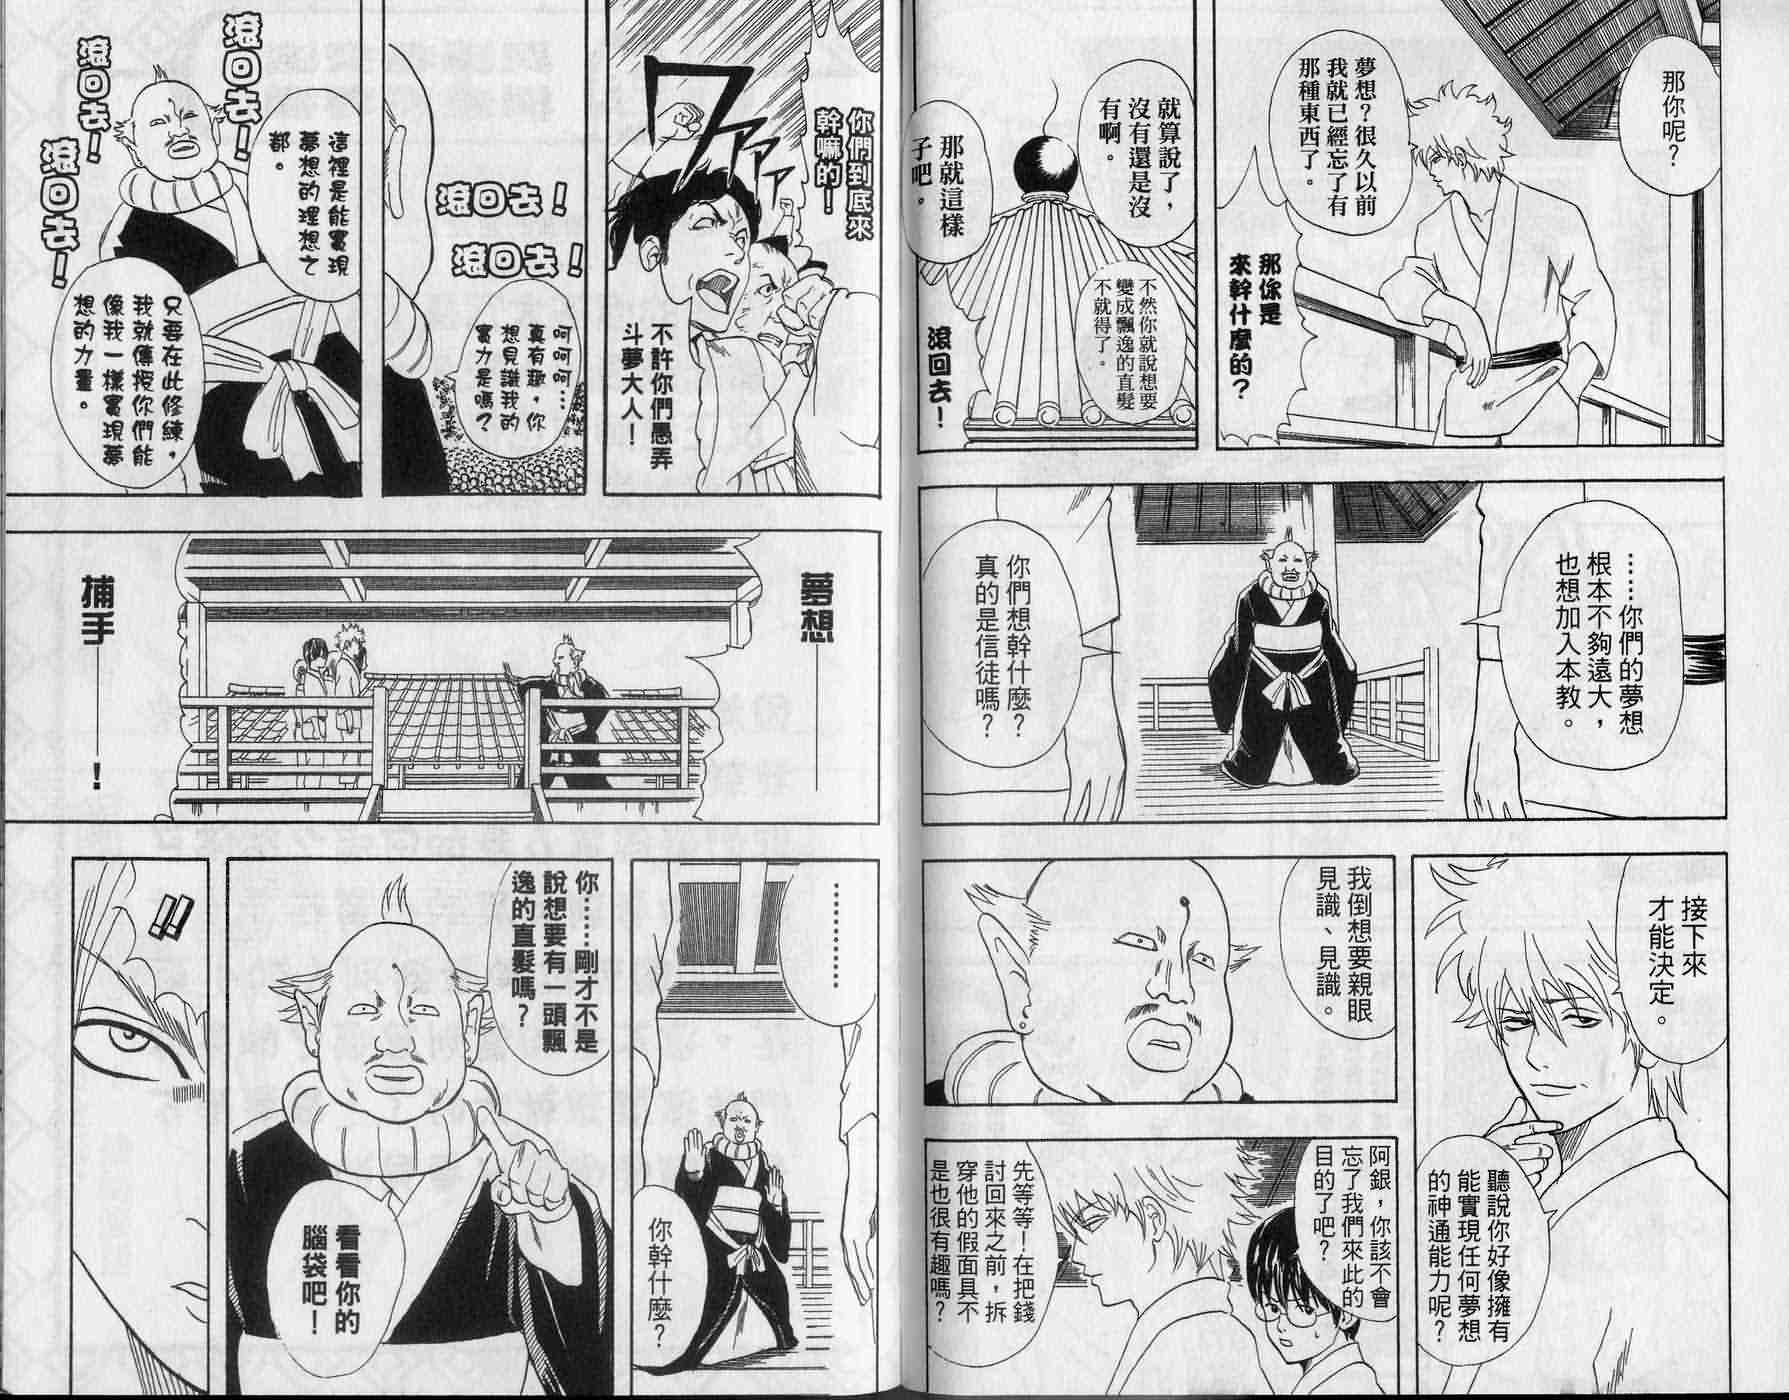 那你呢?
夢想?很久以前
我就已經忘了有
那種東西了。
那你是
來幹什麼的?
就算說了,
沒有還是沒
有啊。
不然你就說想要
變成飄逸的直髮
不就得了。
那就這樣
子吧。
滾回去!
……你們的夢想
根本不夠遠大,
也想加入本教。
你們想幹什麼?
真的是信徒嗎?
接下來
才能決定。
聽說你好像擁有
能實現任何夢想
的神通能力呢?
我倒想要親眼
見識、見識。
阿銀,你該不會
忘了我們來此的
目的了吧?
先等等!在把錢
討回來之前,拆
穿他的假面具不
是也很有趣嗎?
你們到底來
幹嘛的!
ワァァァ
不許你們愚弄
斗夢大人!
滾回去!
滾回去!
呵呵呵…
真有趣,你
想見識我的
實力是嗎?
滾回去!
滾回去!
滾回去!
這裡是能實現
夢想的理想之
都。
只要在此修練,
我就傳授你們能
像我一樣實現夢
想的力量。
夢想——
捕手——!
…………
你幹什麼?
你……剛才不是
說想要有一頭飄
逸的直髮嗎?
看看你的
腦袋吧!
!!